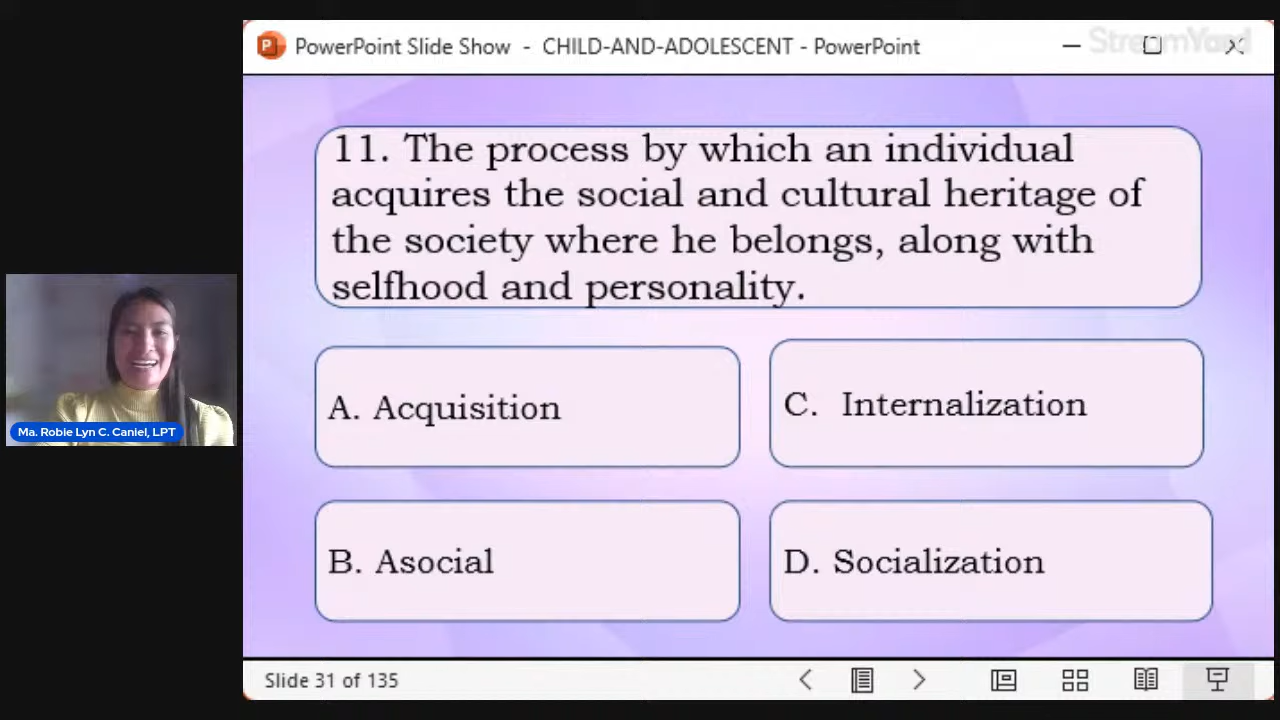 PowerPoint Slide Show - CHILD-AND-ADOLESCENT - PowerPoint
StreamYard
11. The process by which an individual
acquires the social and cultural heritage of
the society where he belongs, along with
selfhood and personality.
A. Acquisition
C. Internalization
B. Asocial
D. Socialization
Ma. Robie Lyn C. Caniel, LPT
Slide 31 of 135